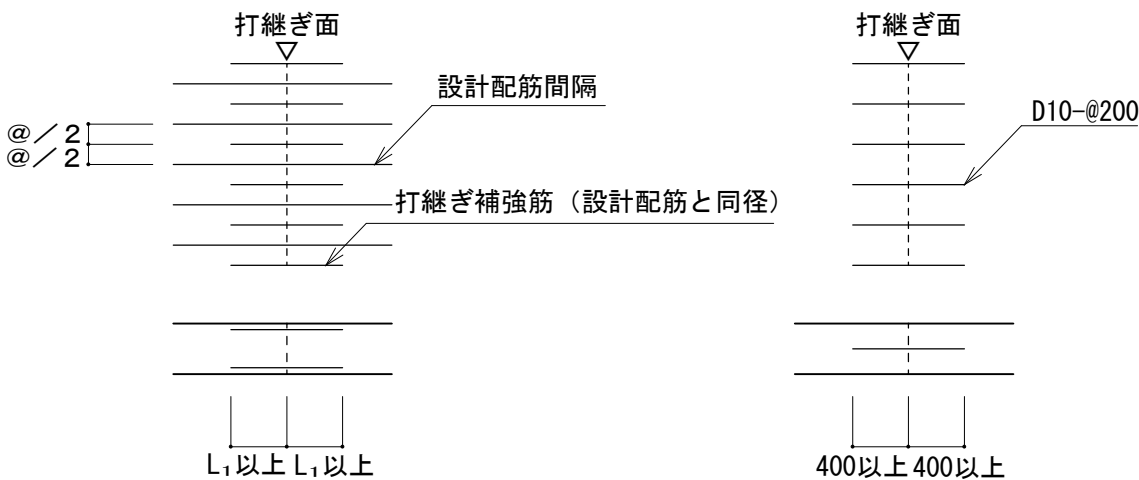 打継ぎ面
設計配筋間隔
@／2
@／2
打継ぎ補強筋（設計配筋と同径）
L₁以上 L₁以上
打継ぎ面
D10-@200
400以上 400以上